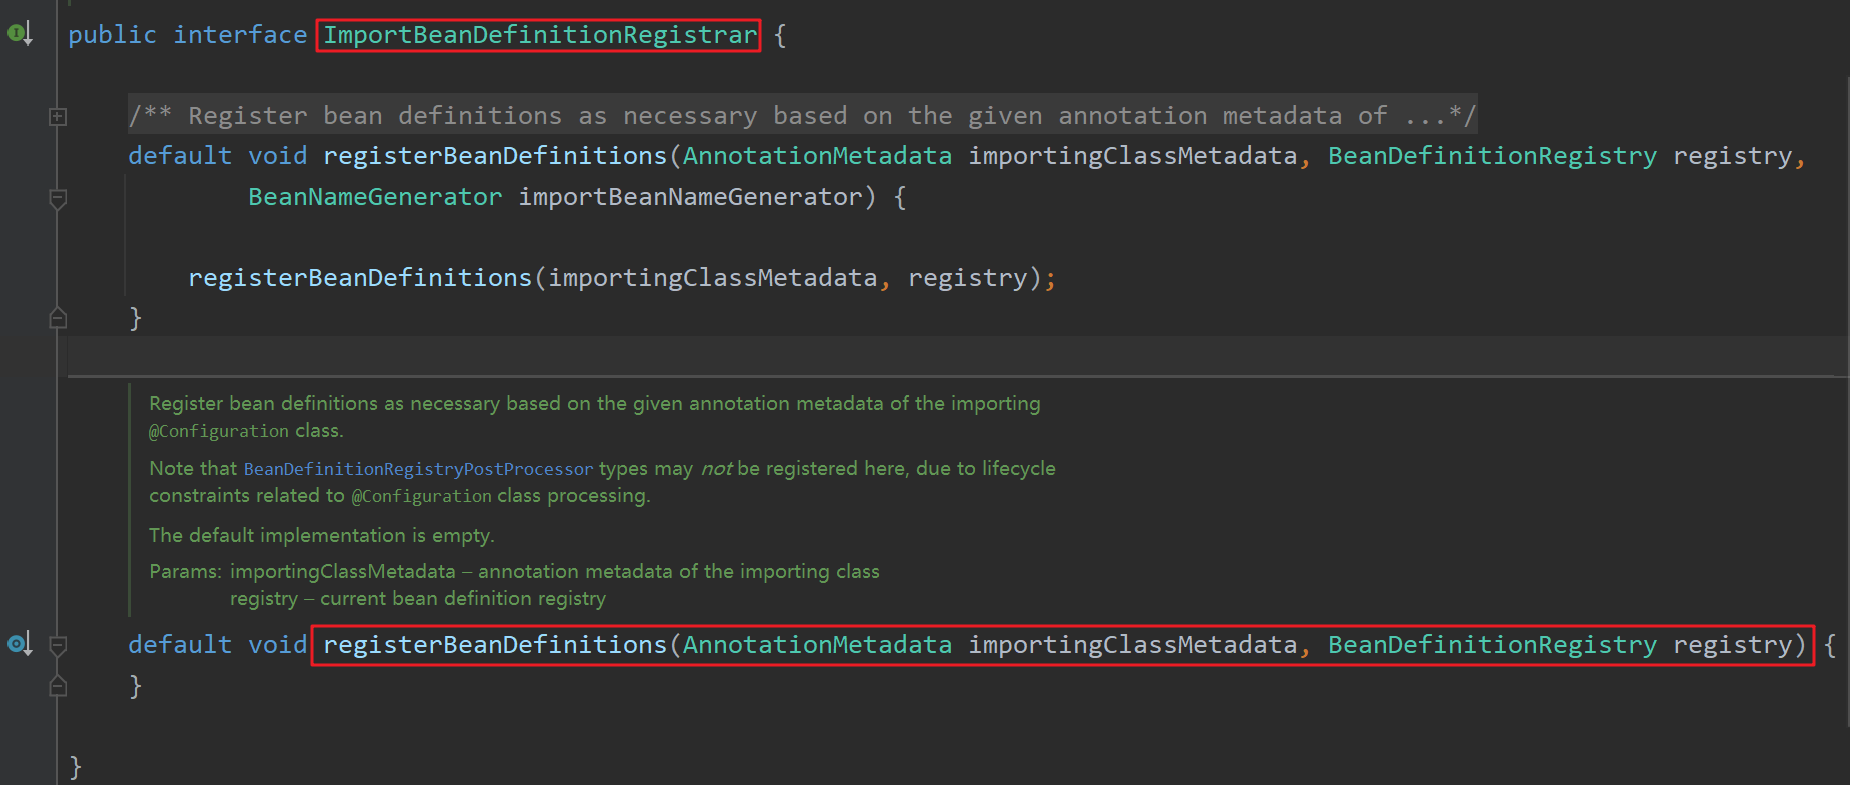 public interface ImportBeanDefinitionRegistrar {
/** Register bean definitions as necessary based on the given annotation metadata of ...*/
default void registerBeanDefinitions(AnnotationMetadata importingClassMetadata, BeanDefinitionRegistry registry,
BeanNameGenerator importBeanNameGenerator) {
registerBeanDefinitions(importingClassMetadata, registry);
}
Register bean definitions as necessary based on the given annotation metadata of the importing
@Configuration class.
Note that BeanDefinitionRegistryPostProcessor types may not be registered here, due to lifecycle
constraints related to @Configuration class processing.
The default implementation is empty.
Params: importingClassMetadata – annotation metadata of the importing class
registry – current bean definition registry
default void registerBeanDefinitions(AnnotationMetadata importingClassMetadata, BeanDefinitionRegistry registry) {
}
}